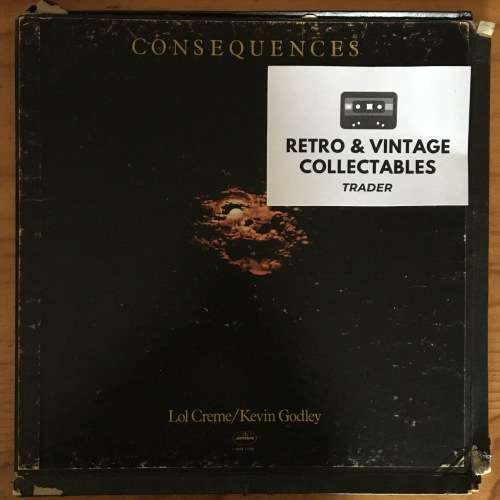 CONSEQUENCES
RETRO & VINTAGE
COLLECTABLES
TRADER
Lol Creme/Kevin Godley